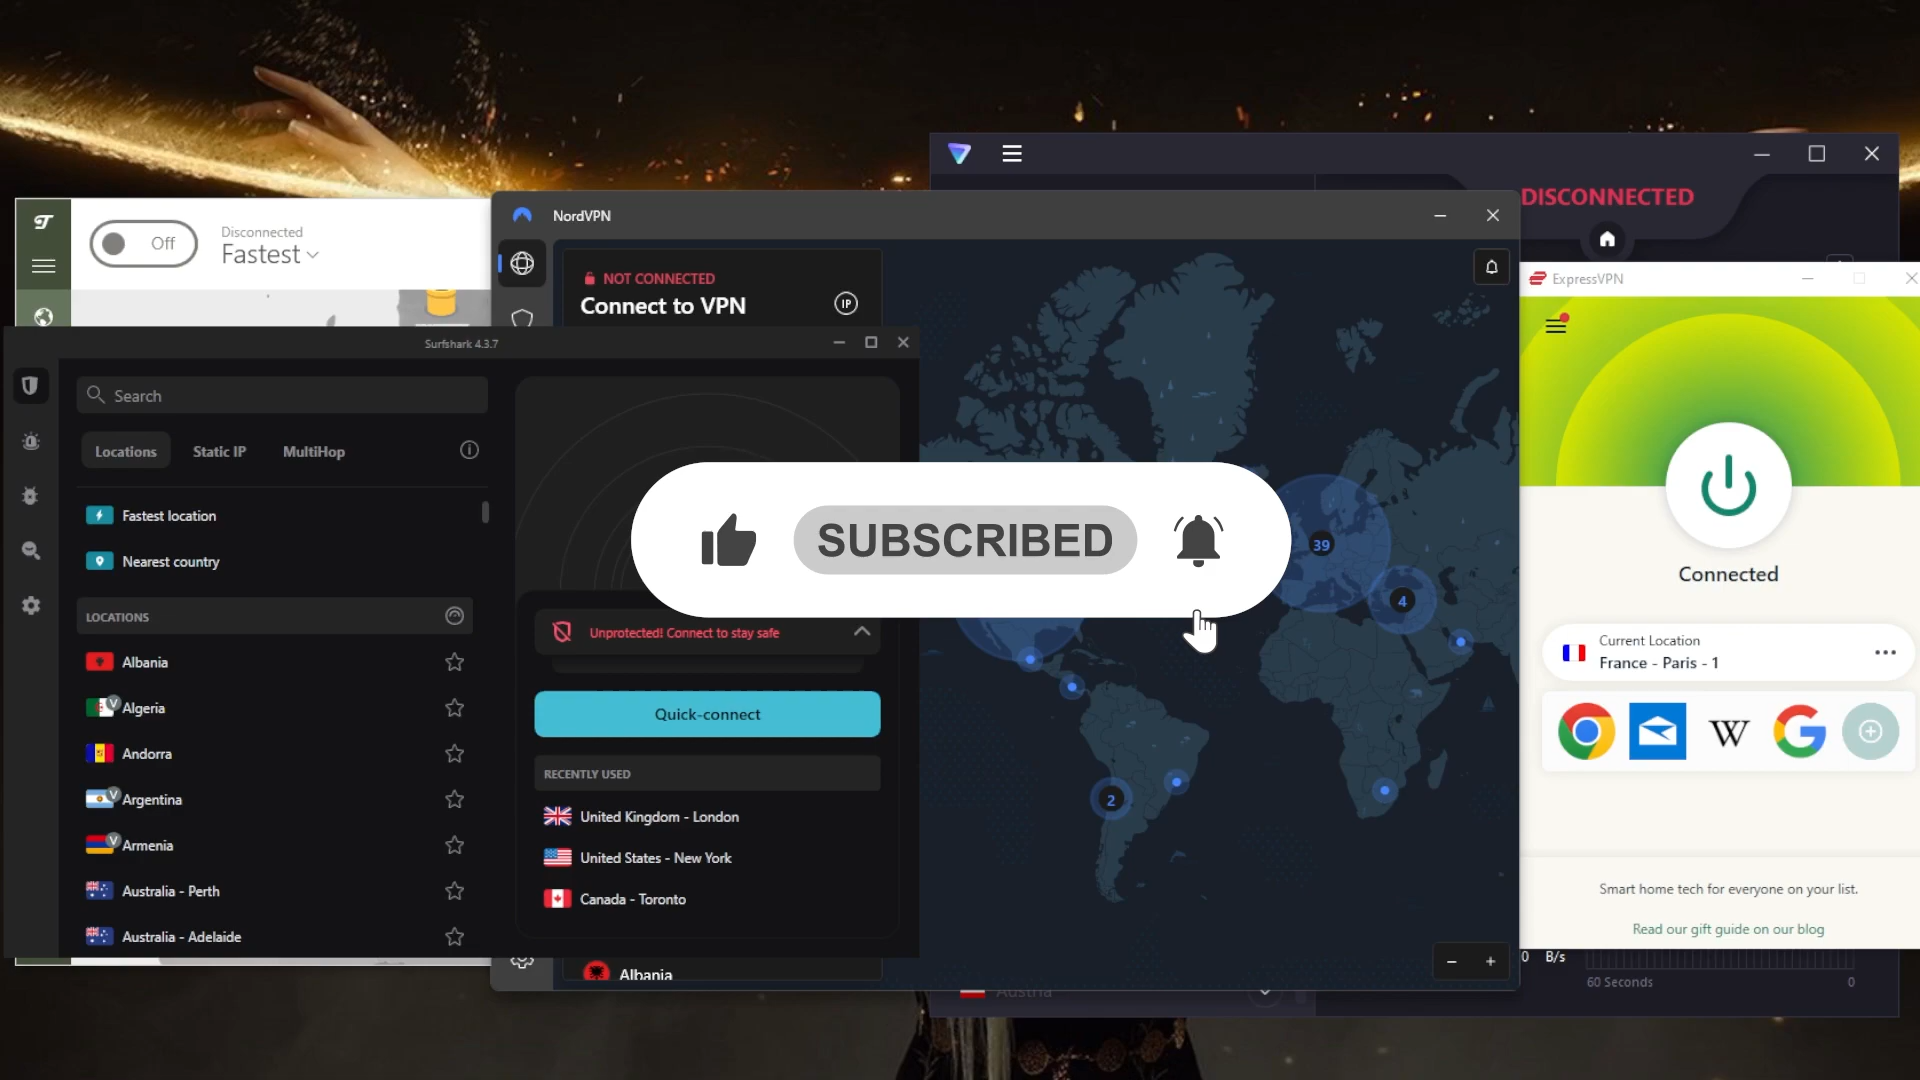 DISCONNECTED
Off
Disconnected
Fastest
NordVPN
NOT CONNECTED
Connect to VPN
IP
ExpressVPN
Surfshark 4.3.7
Search
Locations
Static IP
MultiHop
Fastest location
Nearest country
LOCATIONS
Albania
V
Algeria
Andorra
V
Argentina
V
Armenia
Australia - Perth
Australia - Adelaide
SUBSCRIBED
Unprotected! Connect to stay safe
Quick-connect
RECENTLY USED
United Kingdom - London
United States - New York
Canada - Toronto
Albania
39
4
2
Connected
Current Location
France - Paris - 1
W
Smart home tech for everyone on your list.
Read our gift guide on our blog
0 B/s
60 Seconds
0
Austria